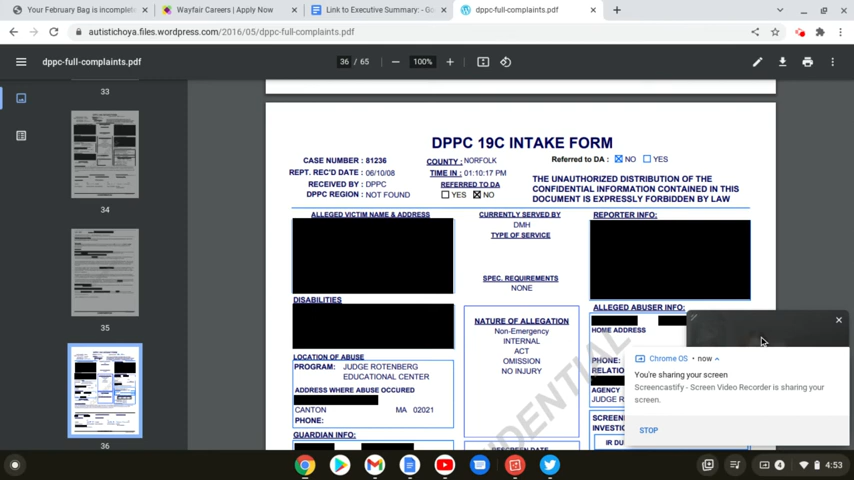 Your February Bag is incomplete
Wayfair Careers | Apply Now
Link to Executive Summary: - Go
dppc-full-complaints.pdf
autistichoya.files.wordpress.com/2016/05/dppc-full-complaints.pdf
dppc-full-complaints.pdf
36 / 65
100%
33
34
35
36
DPPC 19C INTAKE FORM
CASE NUMBER : 81236
COUNTY : NORFOLK
Referred to DA : NO YES
REPT. REC'D DATE : 06/10/08
TIME IN : 01:10:17 PM
RECEIVED BY : DPPC
REFERRED TO DA
DPPC REGION : NOT FOUND
YES NO
THE UNAUTHORIZED DISTRIBUTION OF THE
CONFIDENTIAL INFORMATION CONTAINED IN THIS
DOCUMENT IS EXPRESSLY FORBIDDEN BY LAW
ALLEGED VICTIM NAME & ADDRESS
CURRENTLY SERVED BY
REPORTER INFO:
DMH
TYPE OF SERVICE
SPEC. REQUIREMENTS
NONE
DISABILITIES
ALLEGED ABUSER INFO:
NATURE OF ALLEGATION
Non-Emergency
INTERNAL
ACT
OMISSION
NO INJURY
HOME ADDRESS
PHONE:
RELATIO
AGENCY
JUDGE R
LOCATION OF ABUSE
PROGRAM: JUDGE ROTENBERG
EDUCATIONAL CENTER
ADDRESS WHERE ABUSE OCCURED
CANTON MA 02021
PHONE:
GUARDIAN INFO:
SCREEN
INVESTIG
IR DU
IDENTIAL
Chrome OS • now
You're sharing your screen
Screencastify - Screen Video Recorder is sharing your
screen.
STOP
4
4:53